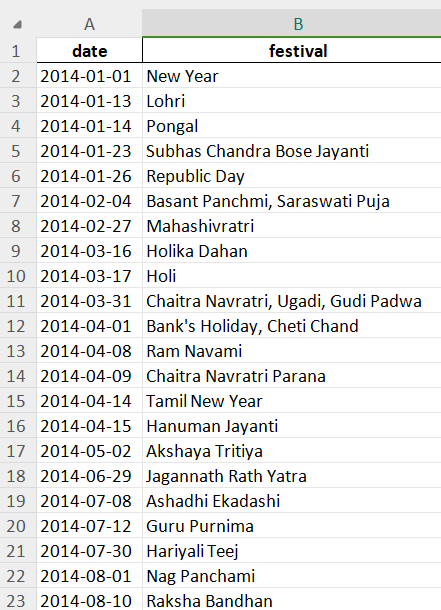 A B
1 date festival
2 2014-01-01 New Year
3 2014-01-13 Lohri
4 2014-01-14 Pongal
5 2014-01-23 Subhas Chandra Bose Jayanti
6 2014-01-26 Republic Day
7 2014-02-04 Basant Panchmi, Saraswati Puja
8 2014-02-27 Mahashivratri
9 2014-03-16 Holika Dahan
10 2014-03-17 Holi
11 2014-03-31 Chaitra Navratri, Ugadi, Gudi Padwa
12 2014-04-01 Bank's Holiday, Cheti Chand
13 2014-04-08 Ram Navami
14 2014-04-09 Chaitra Navratri Parana
15 2014-04-14 Tamil New Year
16 2014-04-15 Hanuman Jayanti
17 2014-05-02 Akshaya Tritiya
18 2014-06-29 Jagannath Rath Yatra
19 2014-07-08 Ashadhi Ekadashi
20 2014-07-12 Guru Purnima
21 2014-07-30 Hariyali Teej
22 2014-08-01 Nag Panchami
23 2014-08-10 Raksha Bandhan